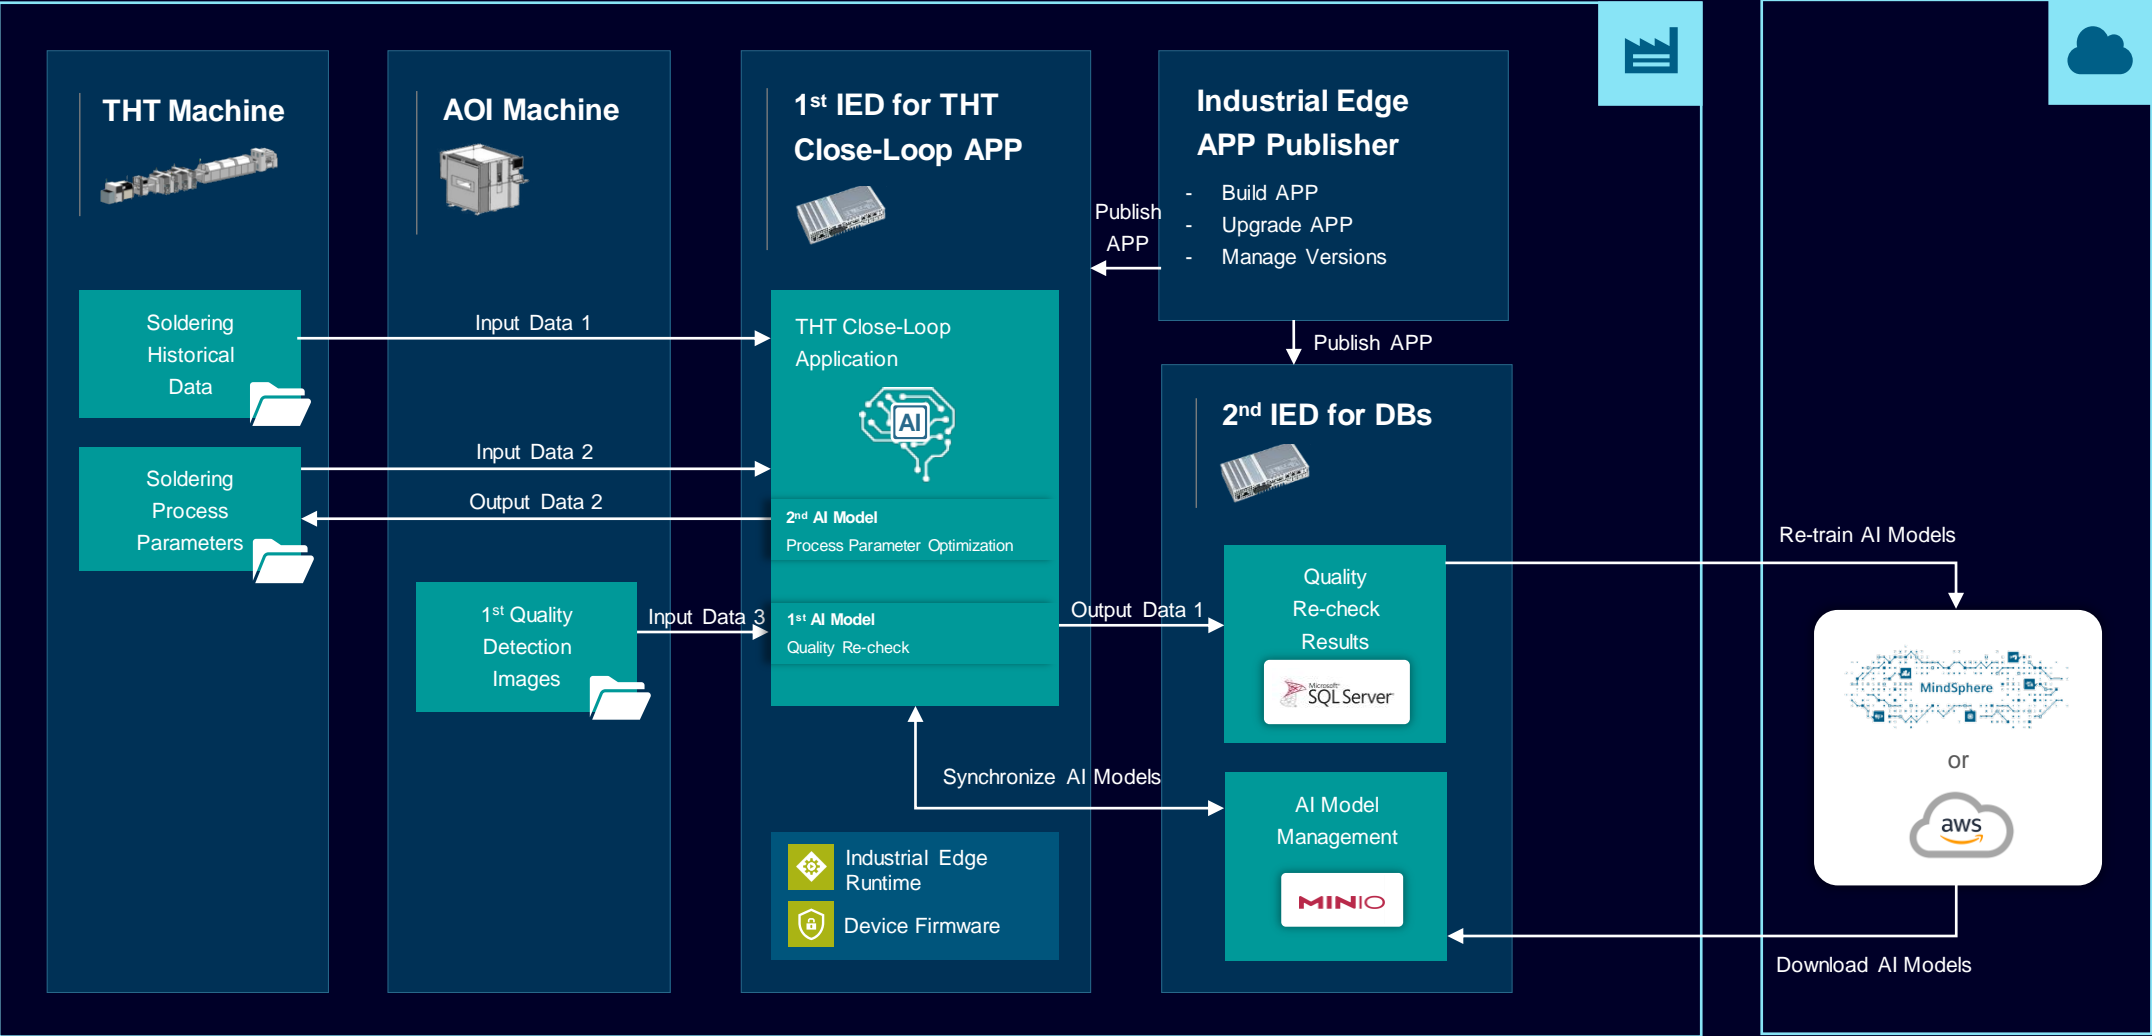 THT Machine
Soldering
Historical
Data
Soldering
Process
Parameters
AOI Machine
Input Data 1
Input Data 2
Output Data 2
1st Quality
Detection
Images
Input Data 3
1st IED for THT
Close-Loop APP
THT Close-Loop
Application
AI
2nd AI Model
Process Parameter Optimization
1st AI Model
Quality Re-check
Synchronize AI Models
Industrial Edge
Runtime
Device Firmware
Publish
APP
Industrial Edge
APP Publisher
- Build APP
- Upgrade APP
- Manage Versions
Publish APP
2nd IED for DBs
Output Data 1
Quality
Re-check
Results
Microsoft
SQL Server
AI Model
Management
MINIO
Re-train AI Models
MindSphere
or
aws
Download AI Models